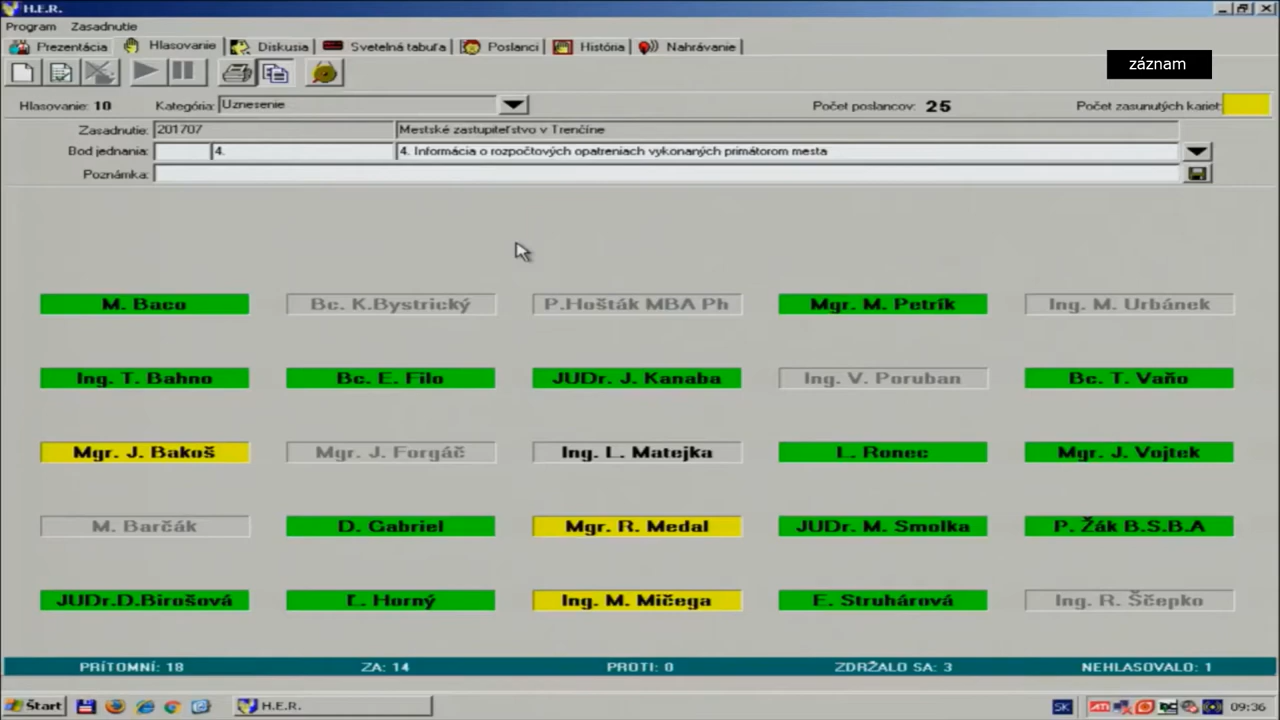 H.E.R.
Program Zasadnutie
Prezentácia Hlasovanie Diskusia Svetelná tabuľa Poslanci História Nahrávanie
záznam
Hlasovanie: 10 Kategória: Uznesenie Počet poslancov: 25 Počet zasunutých kariet:
Zasadnutie: 201707 Mestské zastupiteľstvo v Trenčíne
Bod jednania: 4. 4. Informácia o rozpočtových opatreniach vykonaných primátorom mesta
Poznámka:
M. Baco Bc. K.Bystrický P.Hošták MBA Ph Mgr. M. Petrík Ing. M. Urbánek
Ing. T. Bahno Bc. E. Filo JUDr. J. Kanaba Ing. V. Poruban Bc. T. Vaňo
Mgr. J. Bakoš Mgr. J. Forgáč Ing. L. Matejka L. Ronec Mgr. J. Vojtek
M. Barčák D. Gabriel Mgr. R. Medal JUDr. M. Smolka P. Žák B.S.B.A
JUDr.D.Birošová Ľ. Horný Ing. M. Mičega E. Struhárová Ing. R. Ščepko
PRÍTOMNÍ: 18 ZA: 14 PROTI: 0 ZDRŽALO SA: 3 NEHLASOVALO: 1
Štart H.E.R. SK ATI 09:36